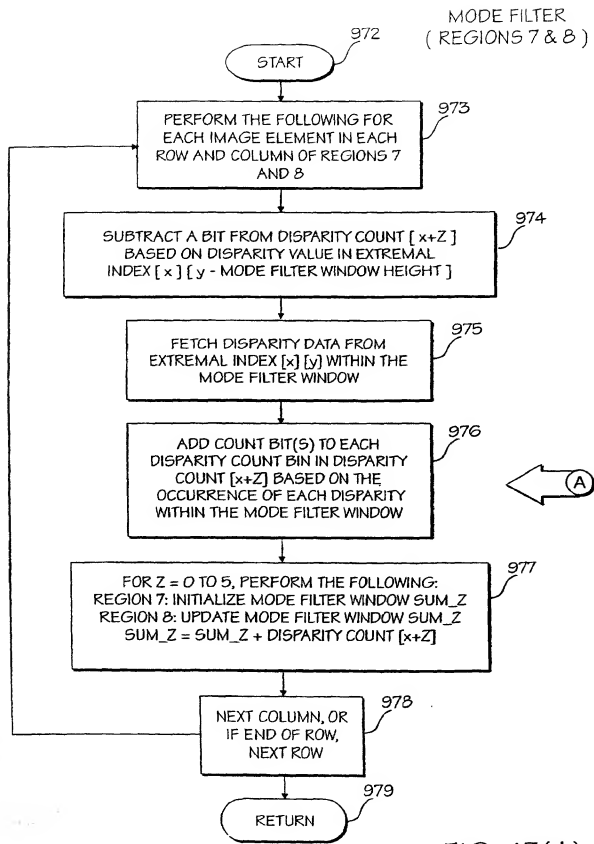 MODE FILTER
( REGIONS 7 & 8 )
972
START
973
PERFORM THE FOLLOWING FOR
EACH IMAGE ELEMENT IN EACH
ROW AND COLUMN OF REGIONS 7
AND 8
974
SUBTRACT A BIT FROM DISPARITY COUNT [ x+Z ]
BASED ON DISPARITY VALUE IN EXTREMAL
INDEX [ x ] [ y - MODE FILTER WINDOW HEIGHT ]
975
FETCH DISPARITY DATA FROM
EXTREMAL INDEX [x] [y] WITHIN THE
MODE FILTER WINDOW
976
ADD COUNT BIT(S) TO EACH
DISPARITY COUNT BIN IN DISPARITY
COUNT [x+Z] BASED ON THE
OCCURRENCE OF EACH DISPARITY
WITHIN THE MODE FILTER WINDOW
A
977
FOR Z = 0 TO 5, PERFORM THE FOLLOWING:
REGION 7: INITIALIZE MODE FILTER WINDOW SUM_Z
REGION 8: UPDATE MODE FILTER WINDOW SUM_Z
SUM_Z = SUM_Z + DISPARITY COUNT [x+Z]
978
NEXT COLUMN, OR
IF END OF ROW,
NEXT ROW
979
RETURN